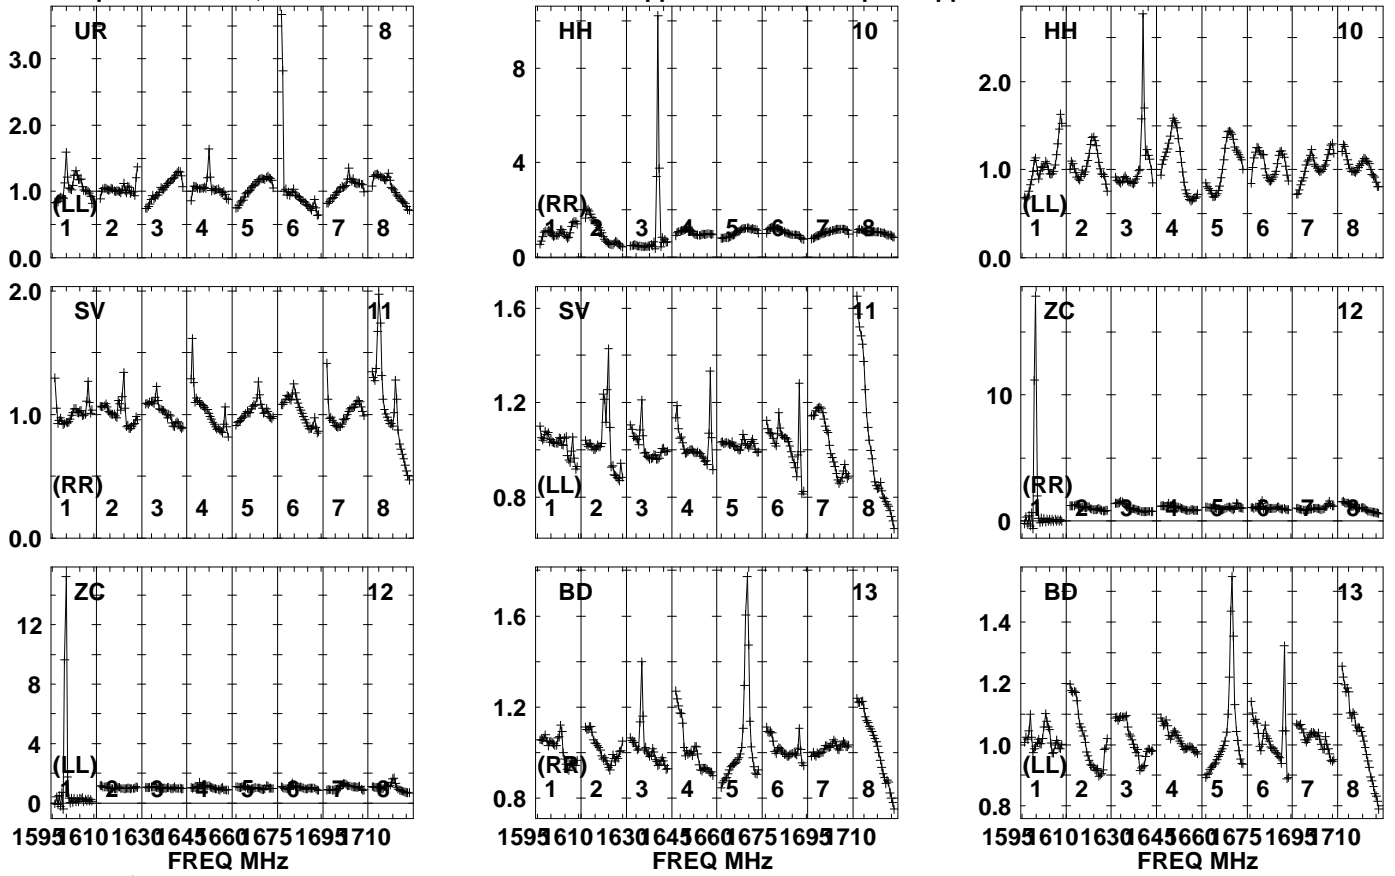 UR 8 HH 10 HH 10
3.0 8 2.0
2.0 4 1.0
1.0 (LL) (RR) (LL)
1 2 3 4 5 6 7 8 1 2 3 4 5 6 7 8 1 2 3 4 5 6 7 8
0.0 0 0.0
2.0 SV 11 SV 11 ZC 12
1.6
1.0 1.2 10
(RR) (LL) (RR)
1 2 3 4 5 6 7 8 0.8 1 2 3 4 5 6 7 8 1 2 3 4 5 6 7 8
0.0 0
ZC 12 BD 13 BD 13
12 1.6 1.4
8 1.2 1.2
4 1.0
(LL) (RR) (LL)
1 2 3 4 5 6 7 8 1 2 3 4 5 6 7 8 1 2 3 4 5 6 7 8
0 0.8 0.8
1595 1610 1630 1645 1660 1675 1695 1710 1595 1610 1630 1645 1660 1675 1695 1710 1595 1610 1630 1645 1660 1675 1695 1710
FREQ MHz FREQ MHz FREQ MHz